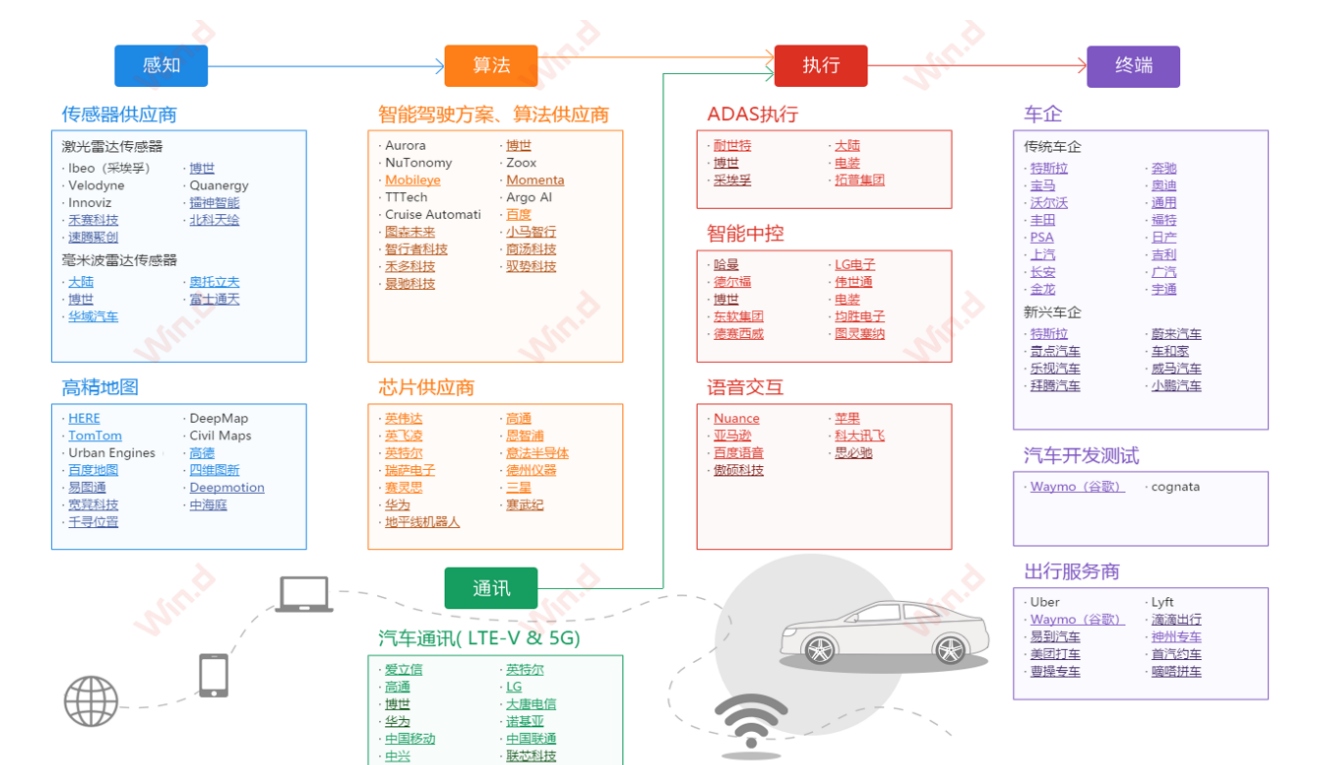 感知
算法
执行
终端
传感器供应商
激光雷达传感器
· Ibeo（采埃孚） · 博世
· Velodyne · Quanergy
· Innoviz · 镭神智能
· 禾赛科技 · 北科天绘
· 速腾聚创
毫米波雷达传感器
· 大陆 · 奥托立夫
· 博世 · 富士通天
· 华域汽车
高精地图
· HERE · DeepMap
· TomTom · Civil Maps
· Urban Engines · 高德
· 百度地图 · 四维图新
· 易图通 · Deepmotion
· 宽凳科技 · 中海庭
· 千寻位置
智能驾驶方案、算法供应商
· Aurora · 博世
· NuTonomy · Zoox
· Mobileye · Momenta
· TTTech · Argo AI
· Cruise Automati · 百度
· 图森未来 · 小马智行
· 智行者科技 · 商汤科技
· 禾多科技 · 驭势科技
· 景驰科技
芯片供应商
· 英伟达 · 高通
· 英飞凌 · 恩智浦
· 英特尔 · 意法半导体
· 瑞萨电子 · 德州仪器
· 赛灵思 · 三星
· 华为 · 寒武纪
· 地平线机器人
通讯
汽车通讯( LTE-V & 5G)
· 爱立信 · 英特尔
· 高通 · LG
· 博世 · 大唐电信
· 华为 · 诺基亚
· 中国移动 · 中国联通
· 中兴 · 联芯科技
ADAS执行
· 耐世特 · 大陆
· 博世 · 电装
· 采埃孚 · 拓普集团
智能中控
· 哈曼 · LG电子
· 德尔福 · 伟世通
· 博世 · 电装
· 东软集团 · 均胜电子
· 德赛西威 · 图灵塞纳
语音交互
· Nuance · 苹果
· 亚马逊 · 科大讯飞
· 百度语音 · 思必驰
· 傲硕科技
车企
传统车企
· 特斯拉 · 奔驰
· 宝马 · 奥迪
· 沃尔沃 · 通用
· 丰田 · 福特
· PSA · 日产
· 上汽 · 吉利
· 长安 · 广汽
· 金龙 · 宇通
新兴车企
· 特斯拉 · 蔚来汽车
· 奇点汽车 · 车和家
· 乐视汽车 · 威马汽车
· 拜腾汽车 · 小鹏汽车
汽车开发测试
· Waymo（谷歌） · cognata
出行服务商
· Uber · Lyft
· Waymo（谷歌） · 滴滴出行
· 易到汽车 · 神州专车
· 美团打车 · 首汽约车
· 曹操专车 · 嘀嗒拼车
Win.d
Win.d
Win.d
Win.d
Win.d
Win.d
Win.d
Win.d
Win.d